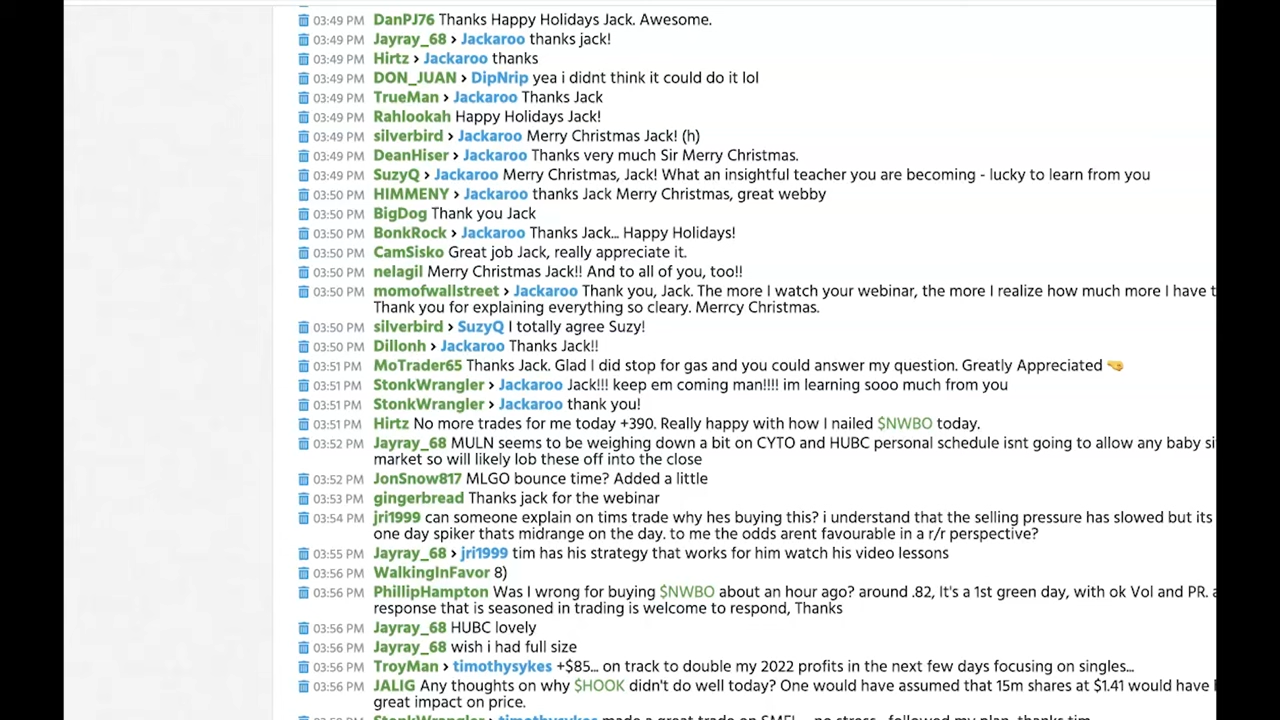 03:49 PM DanPJ76 Thanks Happy Holidays Jack. Awesome.
03:49 PM Jayray_68 > Jackaroo thanks jack!
03:49 PM Hirtz > Jackaroo thanks
03:49 PM DON_JUAN > DipNrip yea i didnt think it could do it lol
03:49 PM TrueMan > Jackaroo Thanks Jack
03:49 PM Rahlookah Happy Holidays Jack!
03:49 PM silverbird > Jackaroo Merry Christmas Jack! (h)
03:49 PM DeanHiser > Jackaroo Thanks very much Sir Merry Christmas.
03:49 PM SuzyQ > Jackaroo Merry Christmas, Jack! What an insightful teacher you are becoming - lucky to learn from you
03:50 PM HIMMENY > Jackaroo thanks Jack Merry Christmas, great webby
03:50 PM BigDog Thank you Jack
03:50 PM BonkRock > Jackaroo Thanks Jack... Happy Holidays!
03:50 PM CamSisko Great job Jack, really appreciate it.
03:50 PM nelagil Merry Christmas Jack!! And to all of you, too!!
03:50 PM momofwallstreet > Jackaroo Thank you, Jack. The more I watch your webinar, the more I realize how much more I have t
Thank you for explaining everything so cleary. Merrcy Christmas.
03:50 PM silverbird > SuzyQ I totally agree Suzy!
03:50 PM Dillonh > Jackaroo Thanks Jack!!
03:51 PM MoTrader65 Thanks Jack. Glad I did stop for gas and you could answer my question. Greatly Appreciated 🤜
03:51 PM StonkWrangler > Jackaroo Jack!!! keep em coming man!!!! im learning sooo much from you
03:51 PM StonkWrangler > Jackaroo thank you!
03:51 PM Hirtz No more trades for me today +390. Really happy with how I nailed $NWBO today.
03:52 PM Jayray_68 MULN seems to be weighing down a bit on CYTO and HUBC personal schedule isnt going to allow any baby si
market so will likely lob these off into the close
03:52 PM JonSnow817 MLGO bounce time? Added a little
03:53 PM gingerbread Thanks jack for the webinar
03:54 PM jri1999 can someone explain on tims trade why hes buying this? i understand that the selling pressure has slowed but its
one day spiker thats midrange on the day. to me the odds arent favourable in a r/r perspective?
03:55 PM Jayray_68 > jri1999 tim has his strategy that works for him watch his video lessons
03:56 PM WalkingInFavor 8)
03:56 PM PhillipHampton Was I wrong for buying $NWBO about an hour ago? around .82, It's a 1st green day, with ok Vol and PR. a
response that is seasoned in trading is welcome to respond, Thanks
03:56 PM Jayray_68 HUBC lovely
03:56 PM Jayray_68 wish i had full size
03:56 PM TroyMan > timothysykes +$85... on track to double my 2022 profits in the next few days focusing on singles...
03:56 PM JALIG Any thoughts on why $HOOK didn't do well today? One would have assumed that 15m shares at $1.41 would have
great impact on price.
StonkWrangler > timothysykes made a great trade on